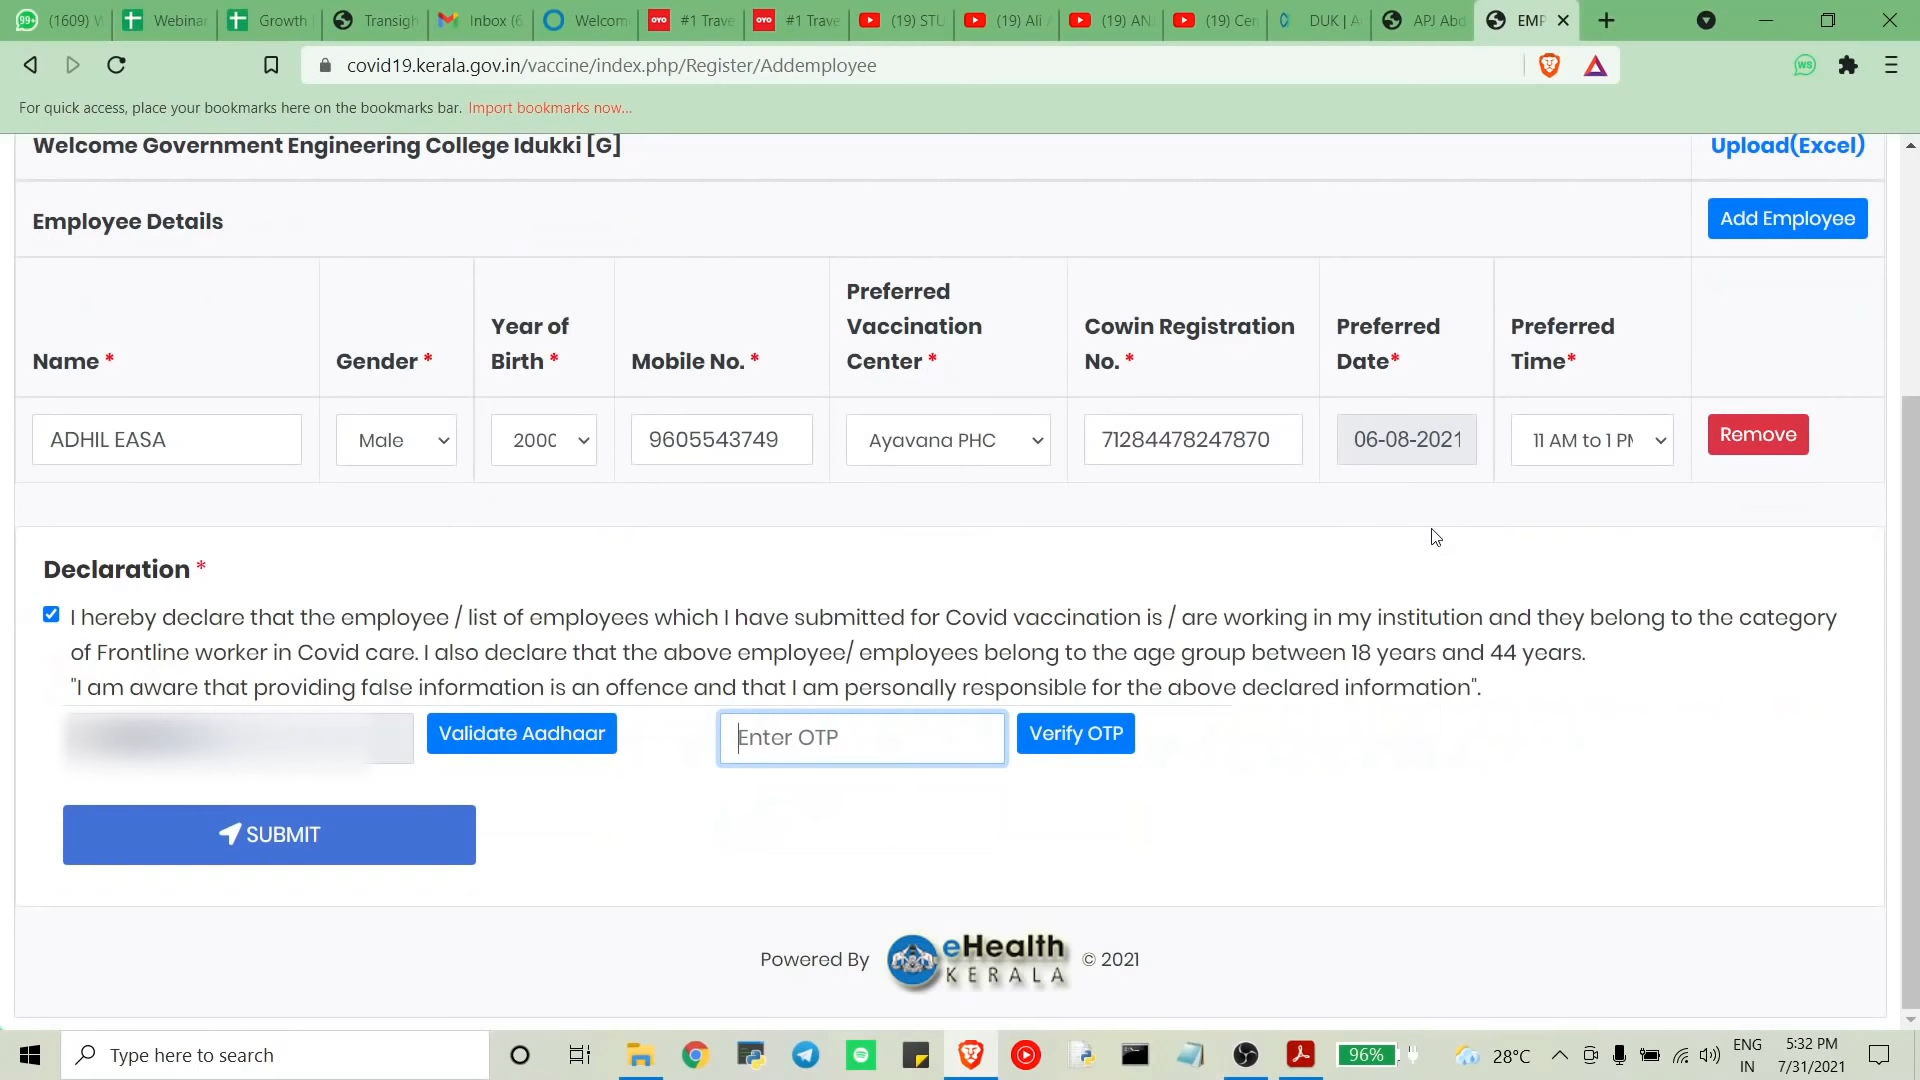 (1609) W
Webinar
Growth
Transigh
Inbox (6
Welcom
#1 Trave
#1 Trave
(19) STU
(19) Ali A
(19) AN
(19) Cer
DUK | A
APJ Abd
EMP
covid19.kerala.gov.in/vaccine/index.php/Register/Addemployee
For quick access, place your bookmarks here on the bookmarks bar. Import bookmarks now...
Welcome Government Engineering College Idukki [G]
Upload(Excel)
Employee Details
Add Employee
Name *
Gender *
Year of
Birth *
Mobile No. *
Preferred
Vaccination
Center *
Cowin Registration
No. *
Preferred
Date*
Preferred
Time*
ADHIL EASA
Male
2000
9605543749
Ayavana PHC
71284478247870
06-08-2021
11 AM to 1 PM
Remove
Declaration *
I hereby declare that the employee / list of employees which I have submitted for Covid vaccination is / are working in my institution and they belong to the category
of Frontline worker in Covid care. I also declare that the above employee/ employees belong to the age group between 18 years and 44 years.
"I am aware that providing false information is an offence and that I am personally responsible for the above declared information".
Validate Aadhaar
Enter OTP
Verify OTP
SUBMIT
Powered By
eHealth
KERALA
© 2021
Type here to search
96%
28°C
ENG
IN
5:32 PM
7/31/2021